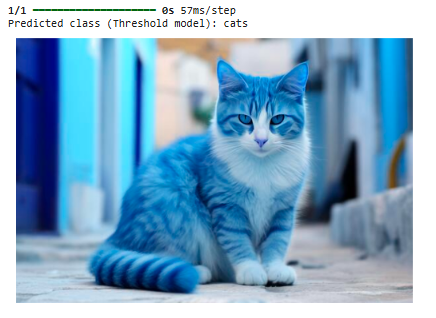 1/1 ━━━━━━━━━━━━━━━━━━━━ 0s 57ms/step
Predicted class (Threshold model): cats